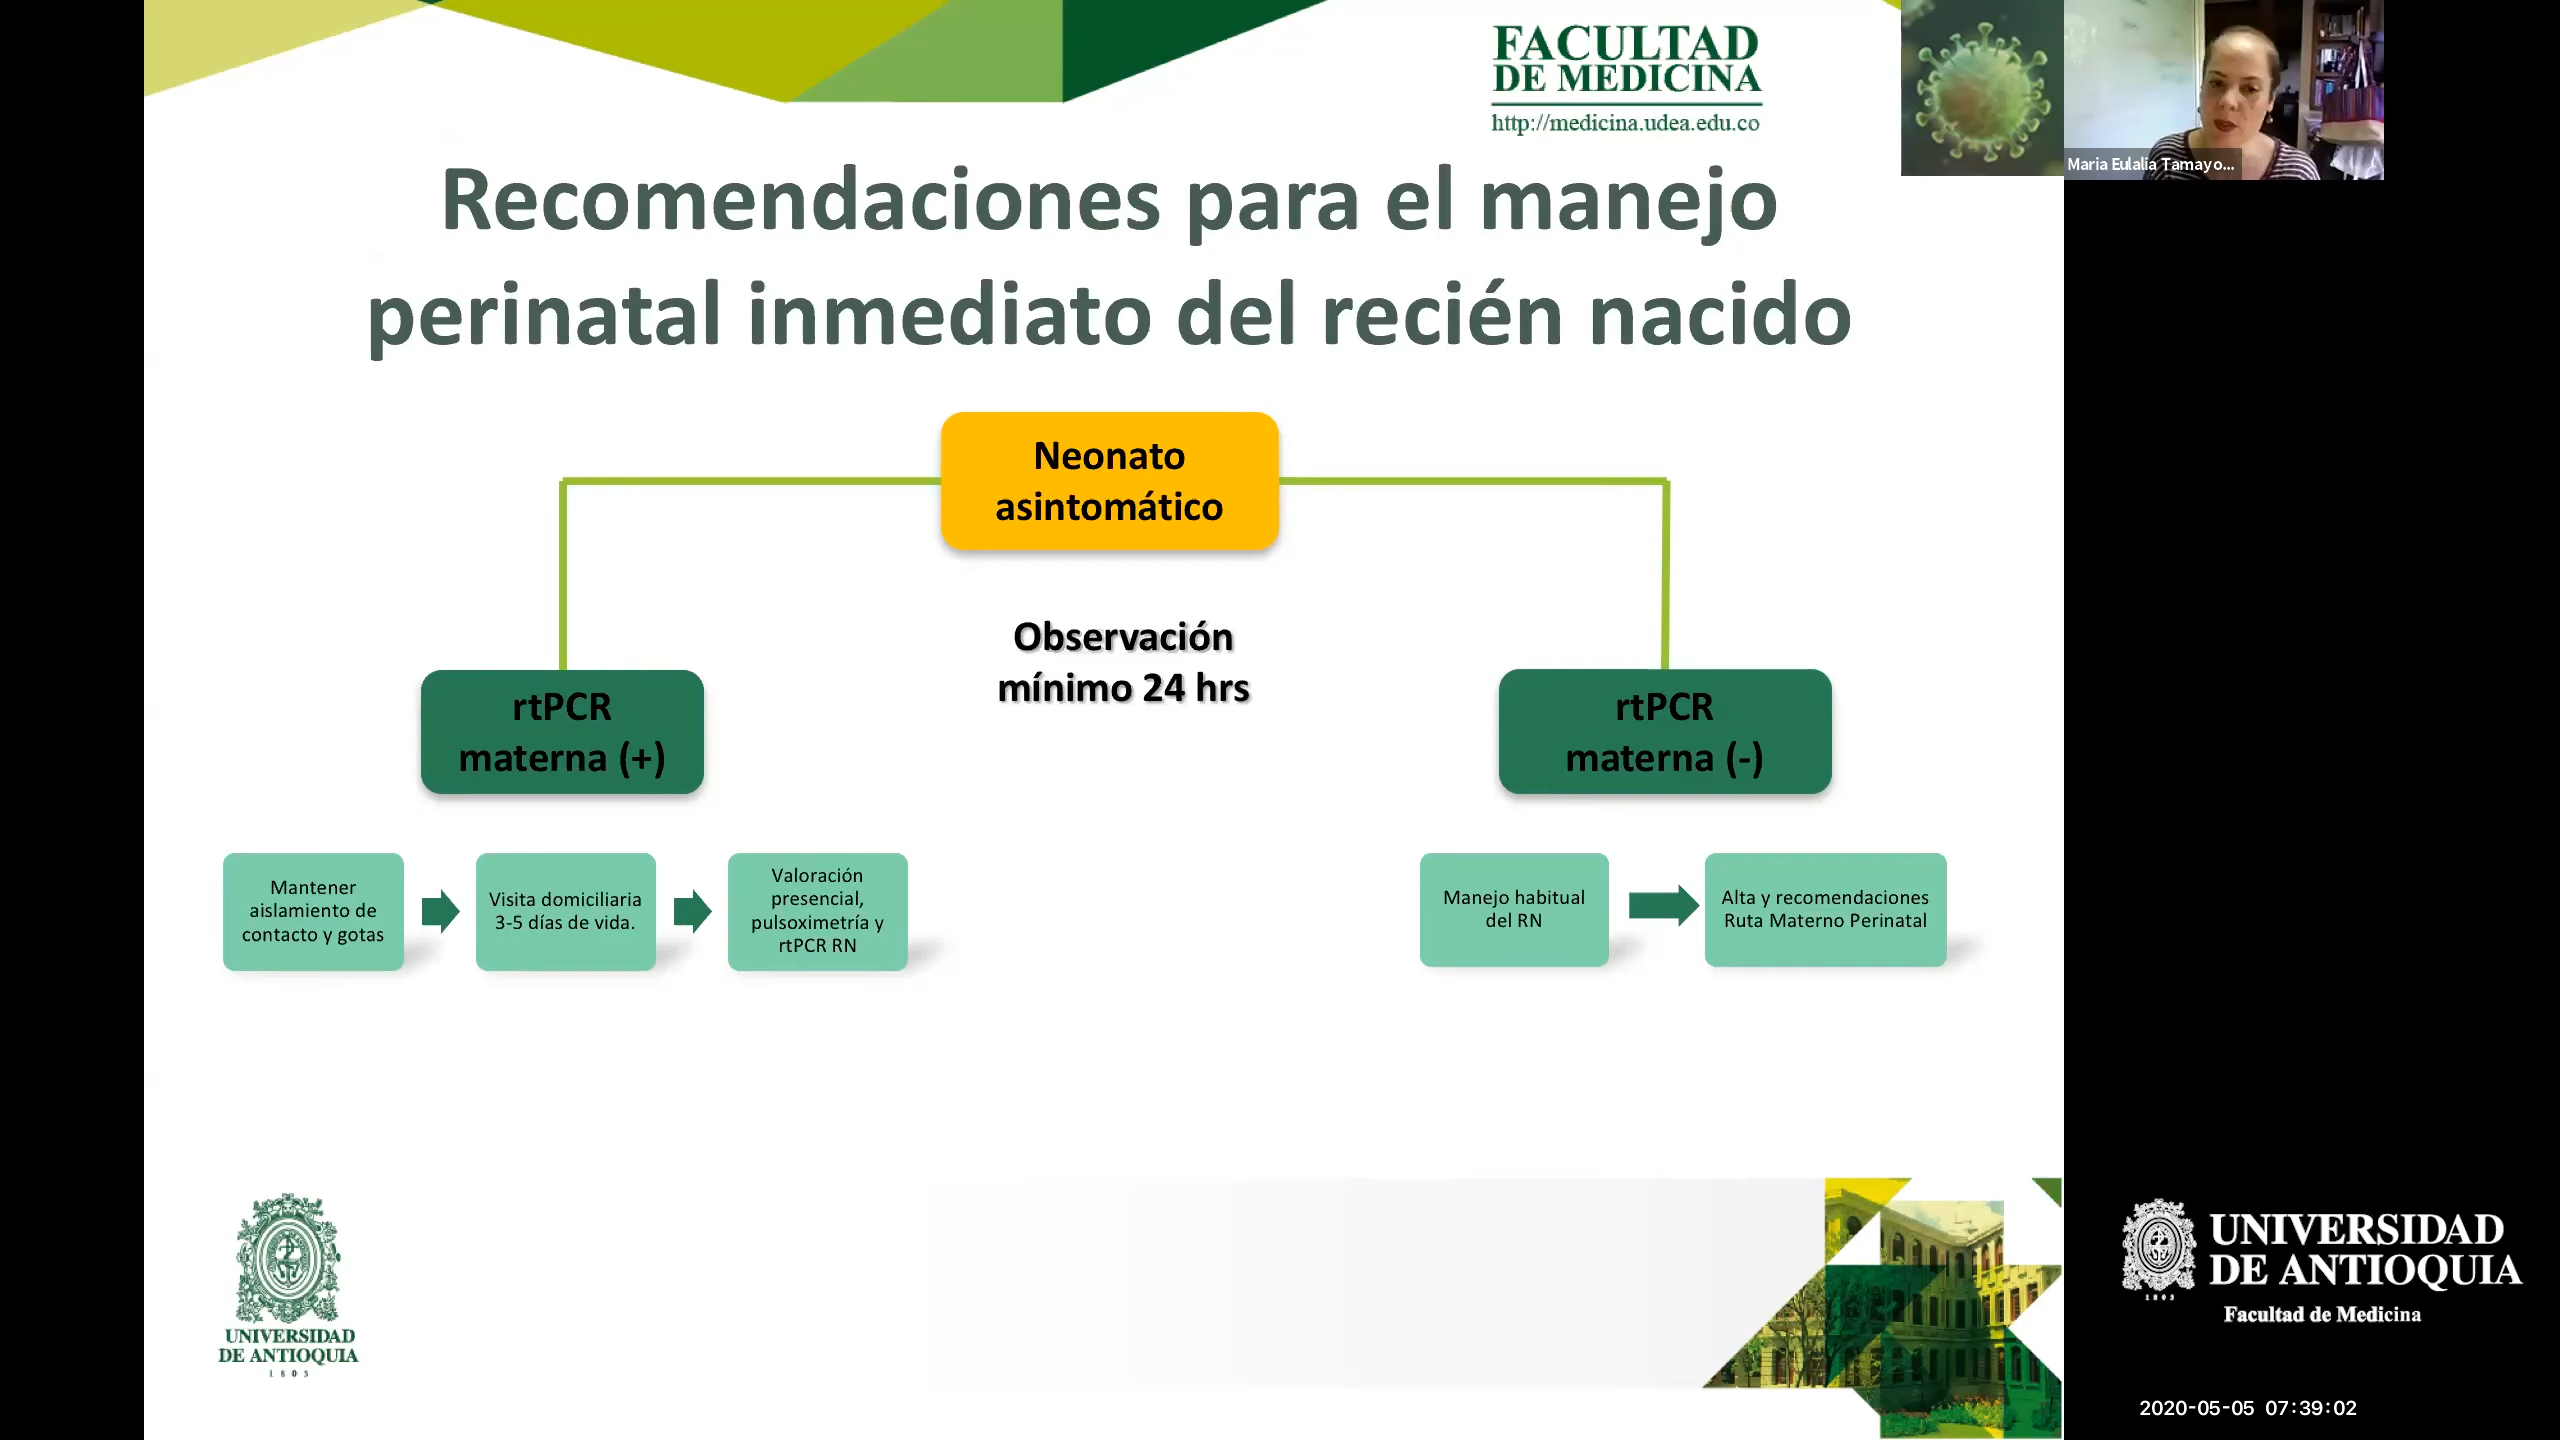 FACULTAD
DE MEDICINA
http://medicina.udea.edu.co
Maria Eulalia Tamayo...
Recomendaciones para el manejo
perinatal inmediato del recién nacido
Neonato
asintomático
Observación
mínimo 24 hrs
rtPCR
materna (+)
rtPCR
materna (-)
Mantener
aislamiento de
contacto y gotas
Visita domiciliaria
3-5 días de vida.
Valoración
presencial,
pulsoximetría y
rtPCR RN
Manejo habitual
del RN
Alta y recomendaciones
Ruta Materno Perinatal
UNIVERSIDAD
DE ANTIOQUIA
1803
UNIVERSIDAD
DE ANTIOQUIA
1803
Facultad de Medicina
2020-05-05 07:39:02